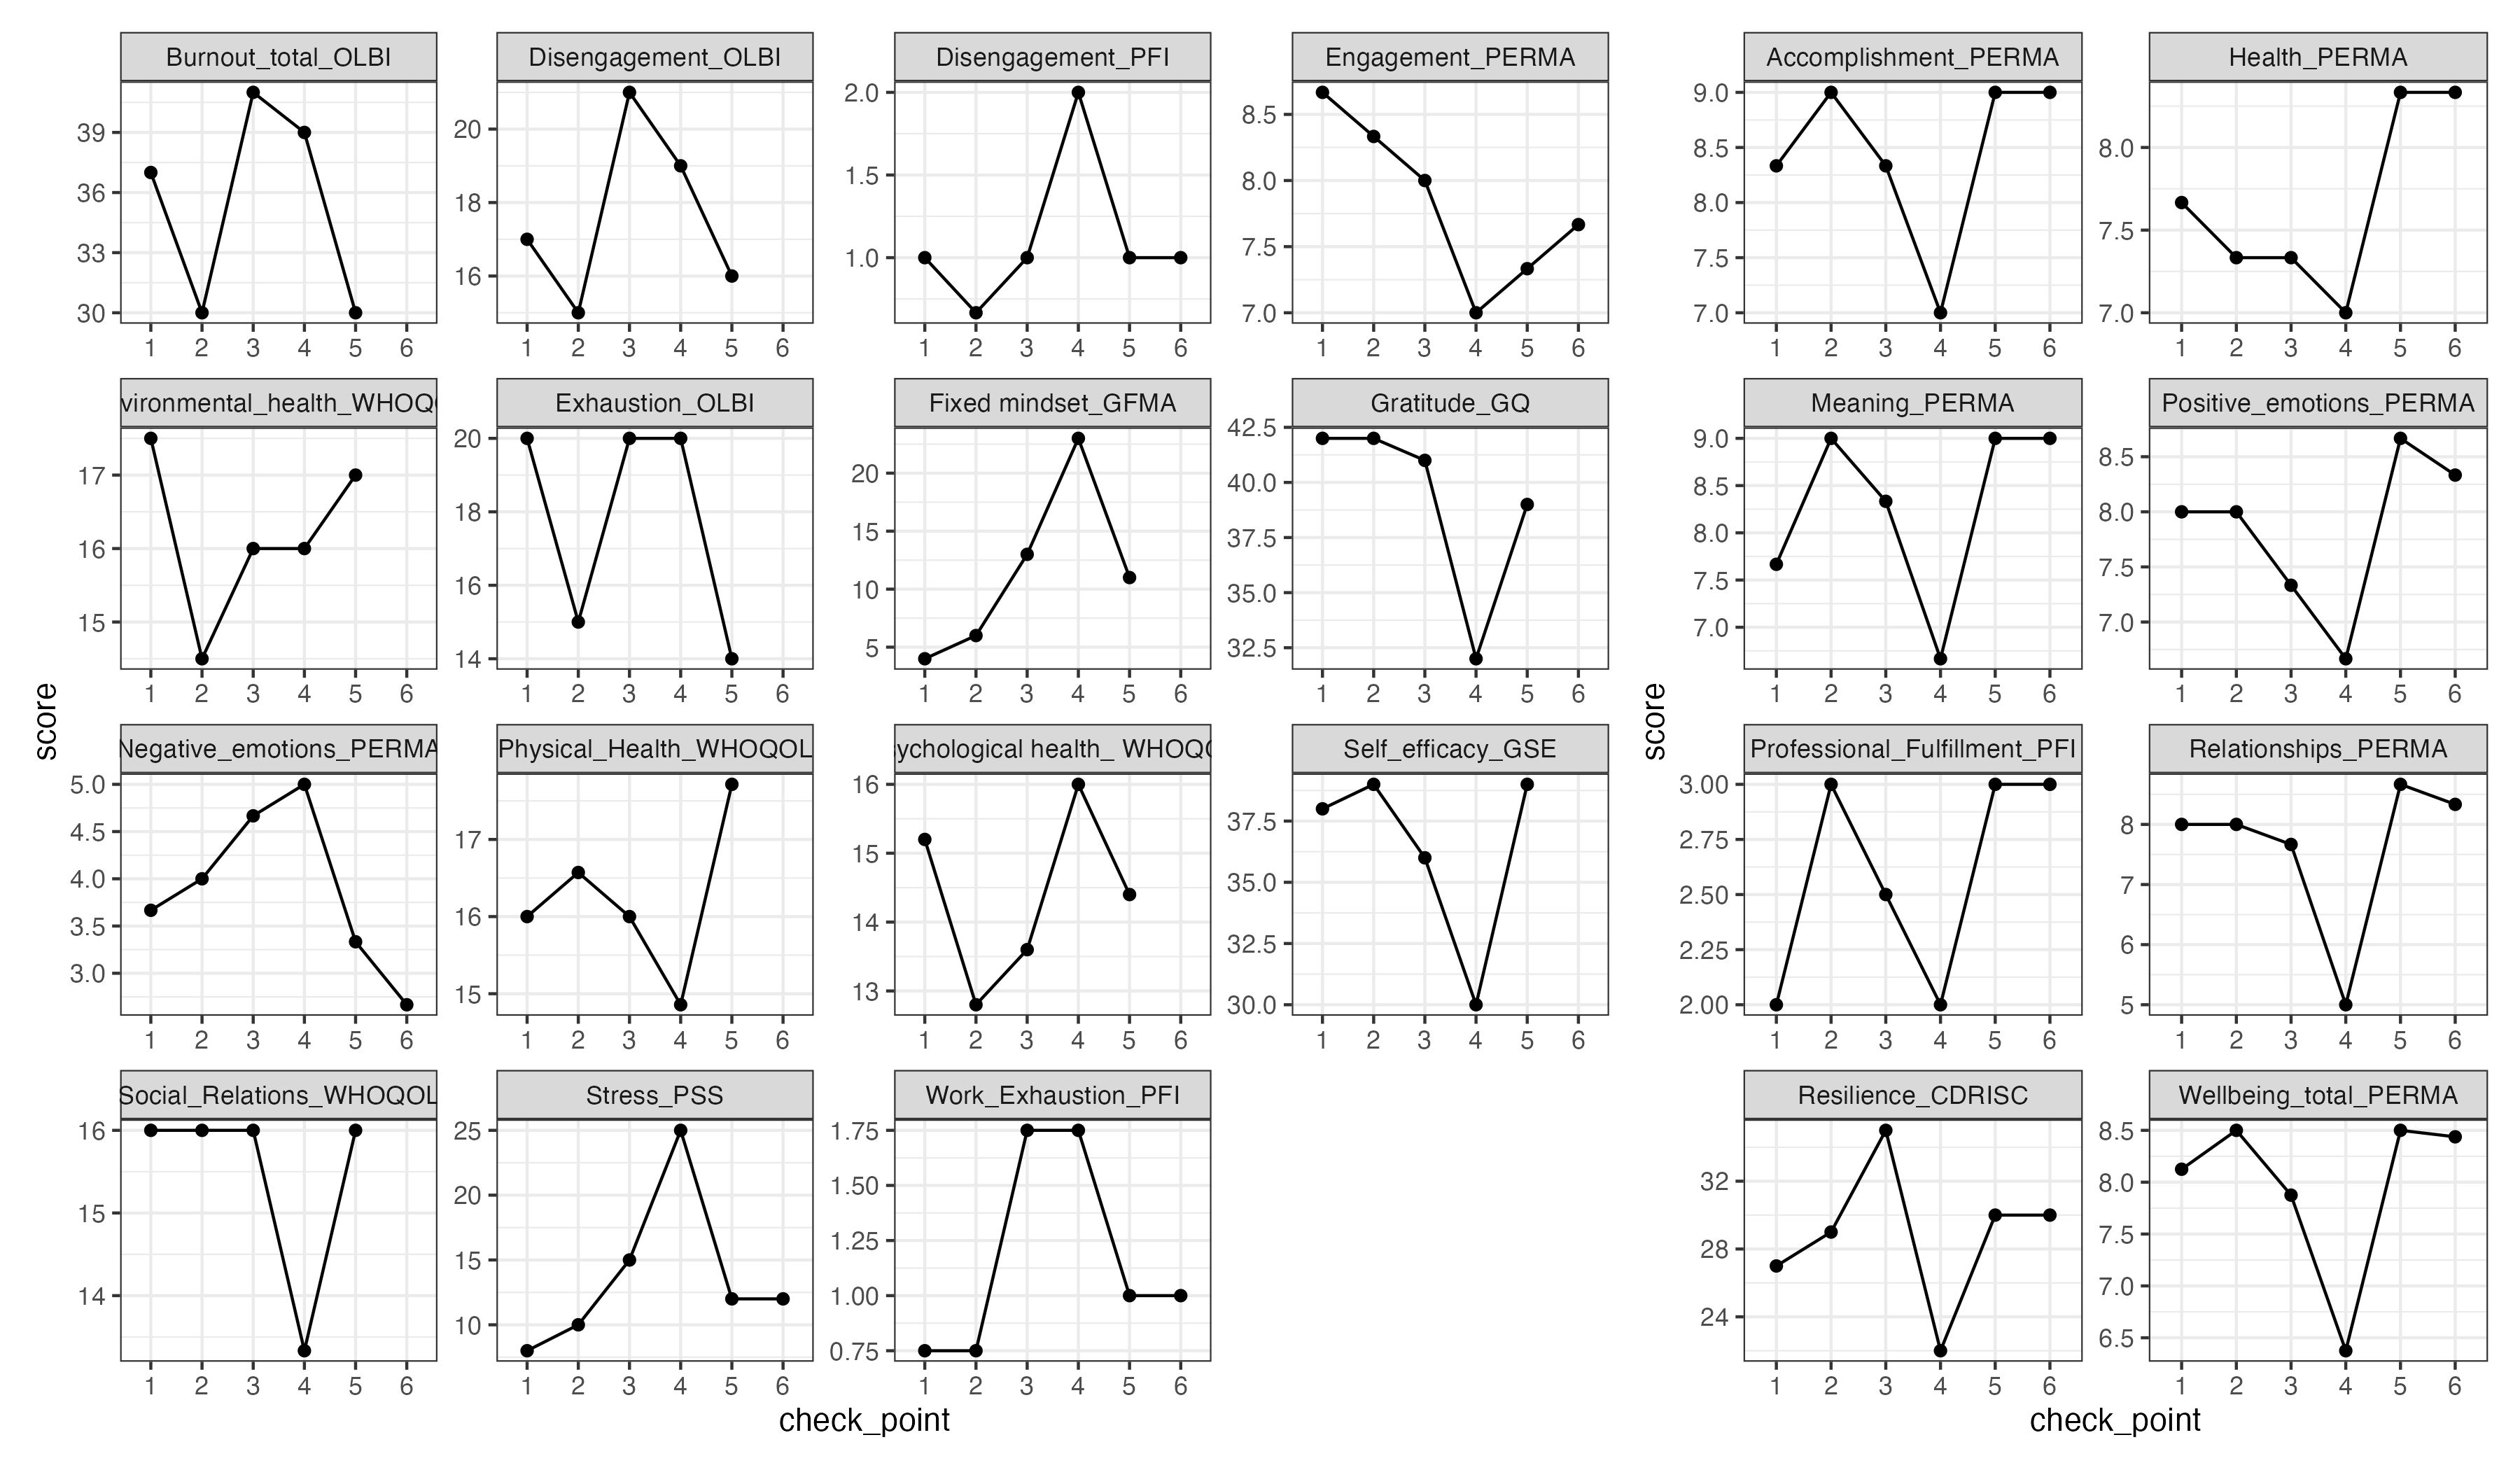 Burnout_total_OLBI
39
36
33
30
1 2 3 4 5 6
Disengagement_OLBI
20
18
16
1 2 3 4 5 6
Disengagement_PFI
2.0
1.5
1.0
1 2 3 4 5 6
Engagement_PERMA
8.5
8.0
7.5
7.0
1 2 3 4 5 6
vironmental_health_WHOQ
17
16
15
1 2 3 4 5 6
Exhaustion_OLBI
20
18
16
14
1 2 3 4 5 6
Fixed mindset_GFMA
20
15
10
5
1 2 3 4 5 6
Gratitude_GQ
42.5
40.0
37.5
35.0
32.5
1 2 3 4 5 6
Negative_emotions_PERMA
5.0
4.5
4.0
3.5
3.0
1 2 3 4 5 6
Physical_Health_WHOQOL
17
16
15
1 2 3 4 5 6
ychological health_ WHOQ
16
15
14
13
1 2 3 4 5 6
Self_efficacy_GSE
37.5
35.0
32.5
30.0
1 2 3 4 5 6
Social_Relations_WHOQOL
16
15
14
1 2 3 4 5 6
Stress_PSS
25
20
15
10
1 2 3 4 5 6
Work_Exhaustion_PFI
1.75
1.50
1.25
1.00
0.75
1 2 3 4 5 6
score
check_point
Accomplishment_PERMA
9.0
8.5
8.0
7.5
7.0
1 2 3 4 5 6
Health_PERMA
8.0
7.5
7.0
1 2 3 4 5 6
Meaning_PERMA
9.0
8.5
8.0
7.5
7.0
1 2 3 4 5 6
Positive_emotions_PERMA
8.5
8.0
7.5
7.0
1 2 3 4 5 6
Professional_Fulfillment_PFI
3.00
2.75
2.50
2.25
2.00
1 2 3 4 5 6
Relationships_PERMA
8
7
6
5
1 2 3 4 5 6
Resilience_CDRISC
32
28
24
1 2 3 4 5 6
Wellbeing_total_PERMA
8.5
8.0
7.5
7.0
6.5
1 2 3 4 5 6
score
check_point